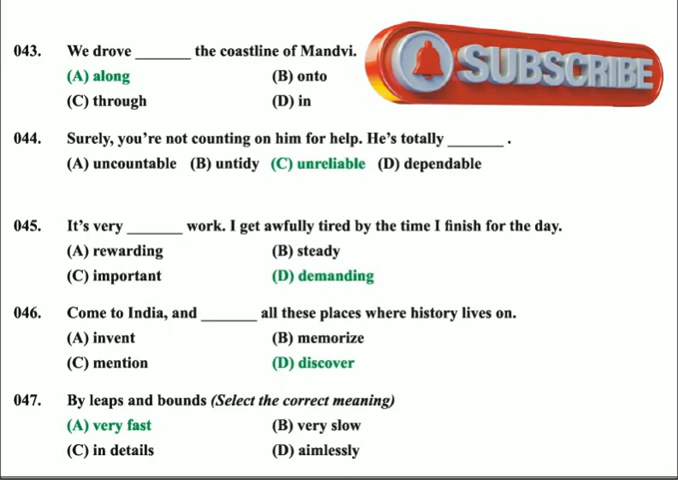 043. We drove ________ the coastline of Mandvi.
(A) along (B) onto
(C) through (D) in
SUBSCRIBE
044. Surely, you’re not counting on him for help. He’s totally ________ .
(A) uncountable (B) untidy (C) unreliable (D) dependable
045. It’s very ________ work. I get awfully tired by the time I finish for the day.
(A) rewarding (B) steady
(C) important (D) demanding
046. Come to India, and ________ all these places where history lives on.
(A) invent (B) memorize
(C) mention (D) discover
047. By leaps and bounds (Select the correct meaning)
(A) very fast (B) very slow
(C) in details (D) aimlessly